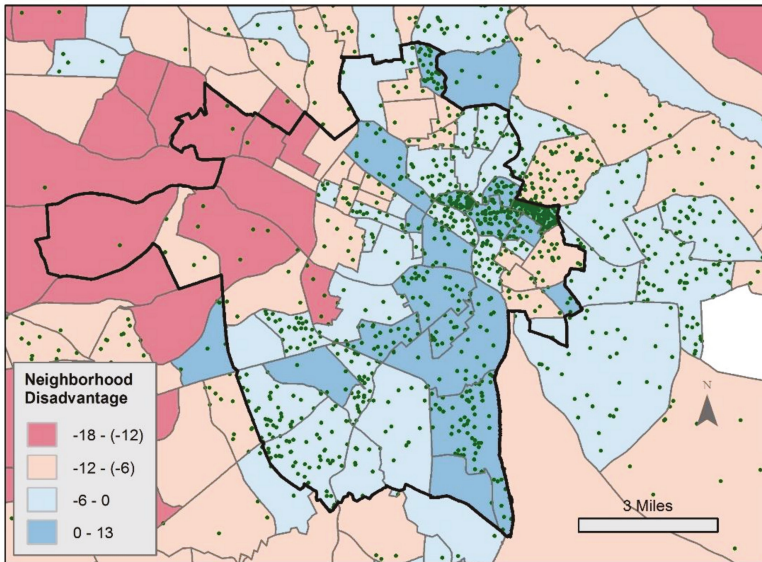 N
3 Miles
Neighborhood
Disadvantage
-18 - (-12)
-12 - (-6)
-6 - 0
0 - 13